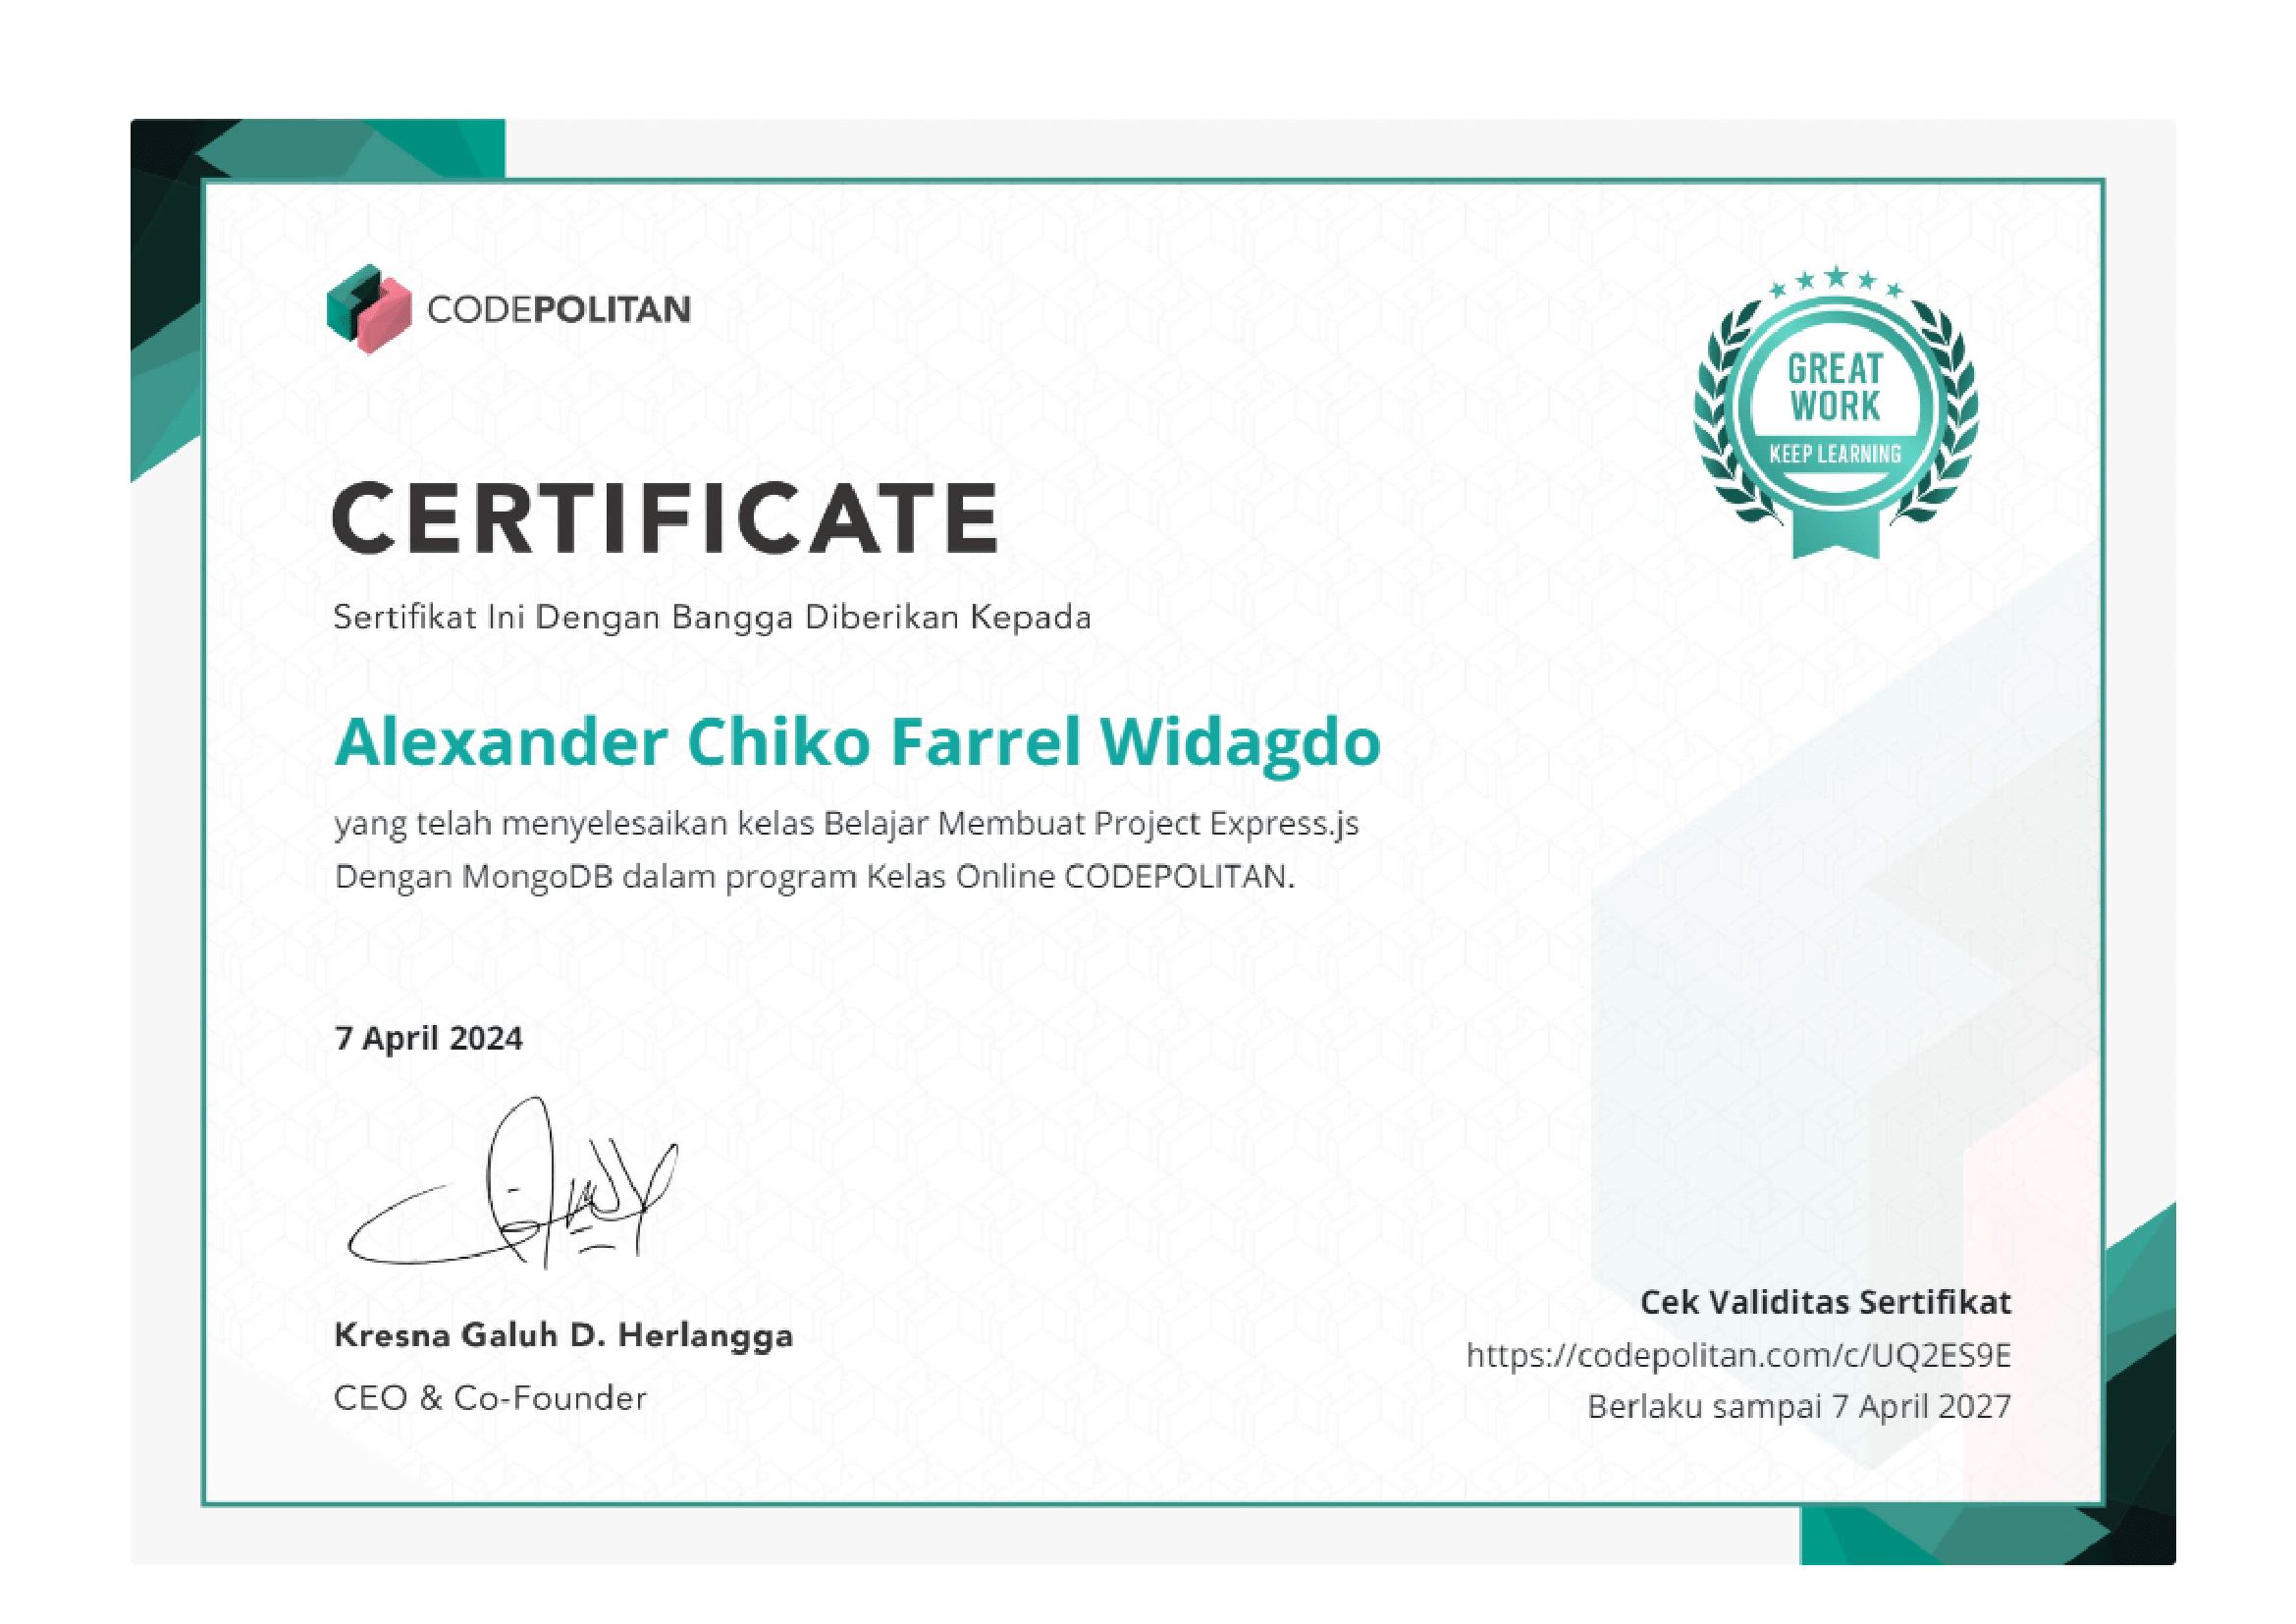 CODEPOLITAN
GREAT
WORK
KEEP LEARNING
CERTIFICATE
Sertifikat Ini Dengan Bangga Diberikan Kepada
Alexander Chiko Farrel Widagdo
yang telah menyelesaikan kelas Belajar Membuat Project Express.js
Dengan MongoDB dalam program Kelas Online CODEPOLITAN.
7 April 2024
Kresna Galuh D. Herlangga
CEO & Co-Founder
Cek Validitas Sertifikat
https://codepolitan.com/c/UQ2ES9E
Berlaku sampai 7 April 2027